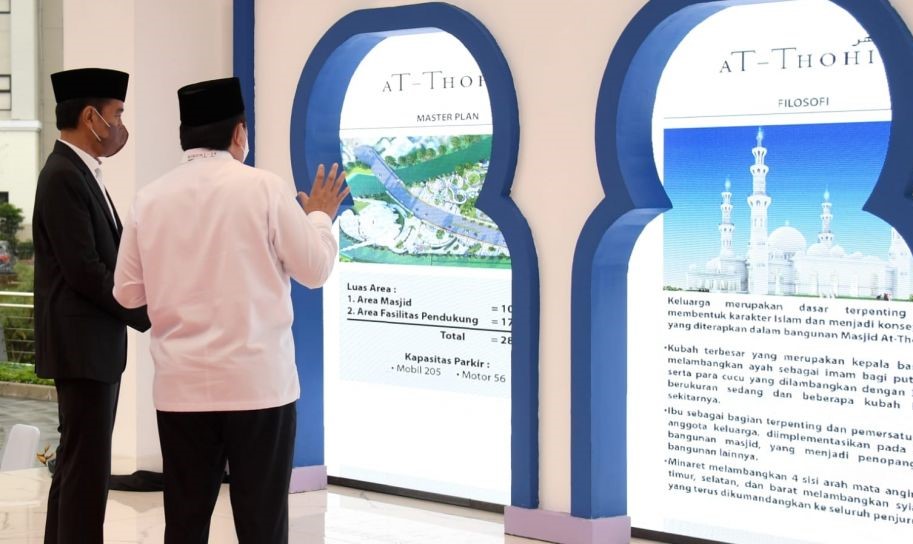 aT-Thoh
MASTER PLAN
Luas Area :
1. Area Masjid = 10
2. Area Fasilitas Pendukung = 17
Total = 28
Kapasitas Parkir :
• Mobil 205 • Motor 56
aT-Thohi
FILOSOFI
Keluarga merupakan dasar terpenting
membentuk karakter Islam dan menjadi konse
yang diterapkan dalam bangunan Masjid At-Tho
•Kubah terbesar yang merupakan kepala ba
melambangkan ayah sebagai imam bagi put
serta para cucu yang dilambangkan dengan
berukuran sedang dan beberapa kubah
sekitarnya.
•Ibu sebagai bagian terpenting dan pemersatu
anggota keluarga, diimplementasikan pada
bangunan masjid, yang menjadi penopang
bangunan lainnya.
•Minaret melambangkan 4 sisi arah mata angin
timur, selatan, dan barat melambangkan syia
yang terus dikumandangkan ke seluruh penjur